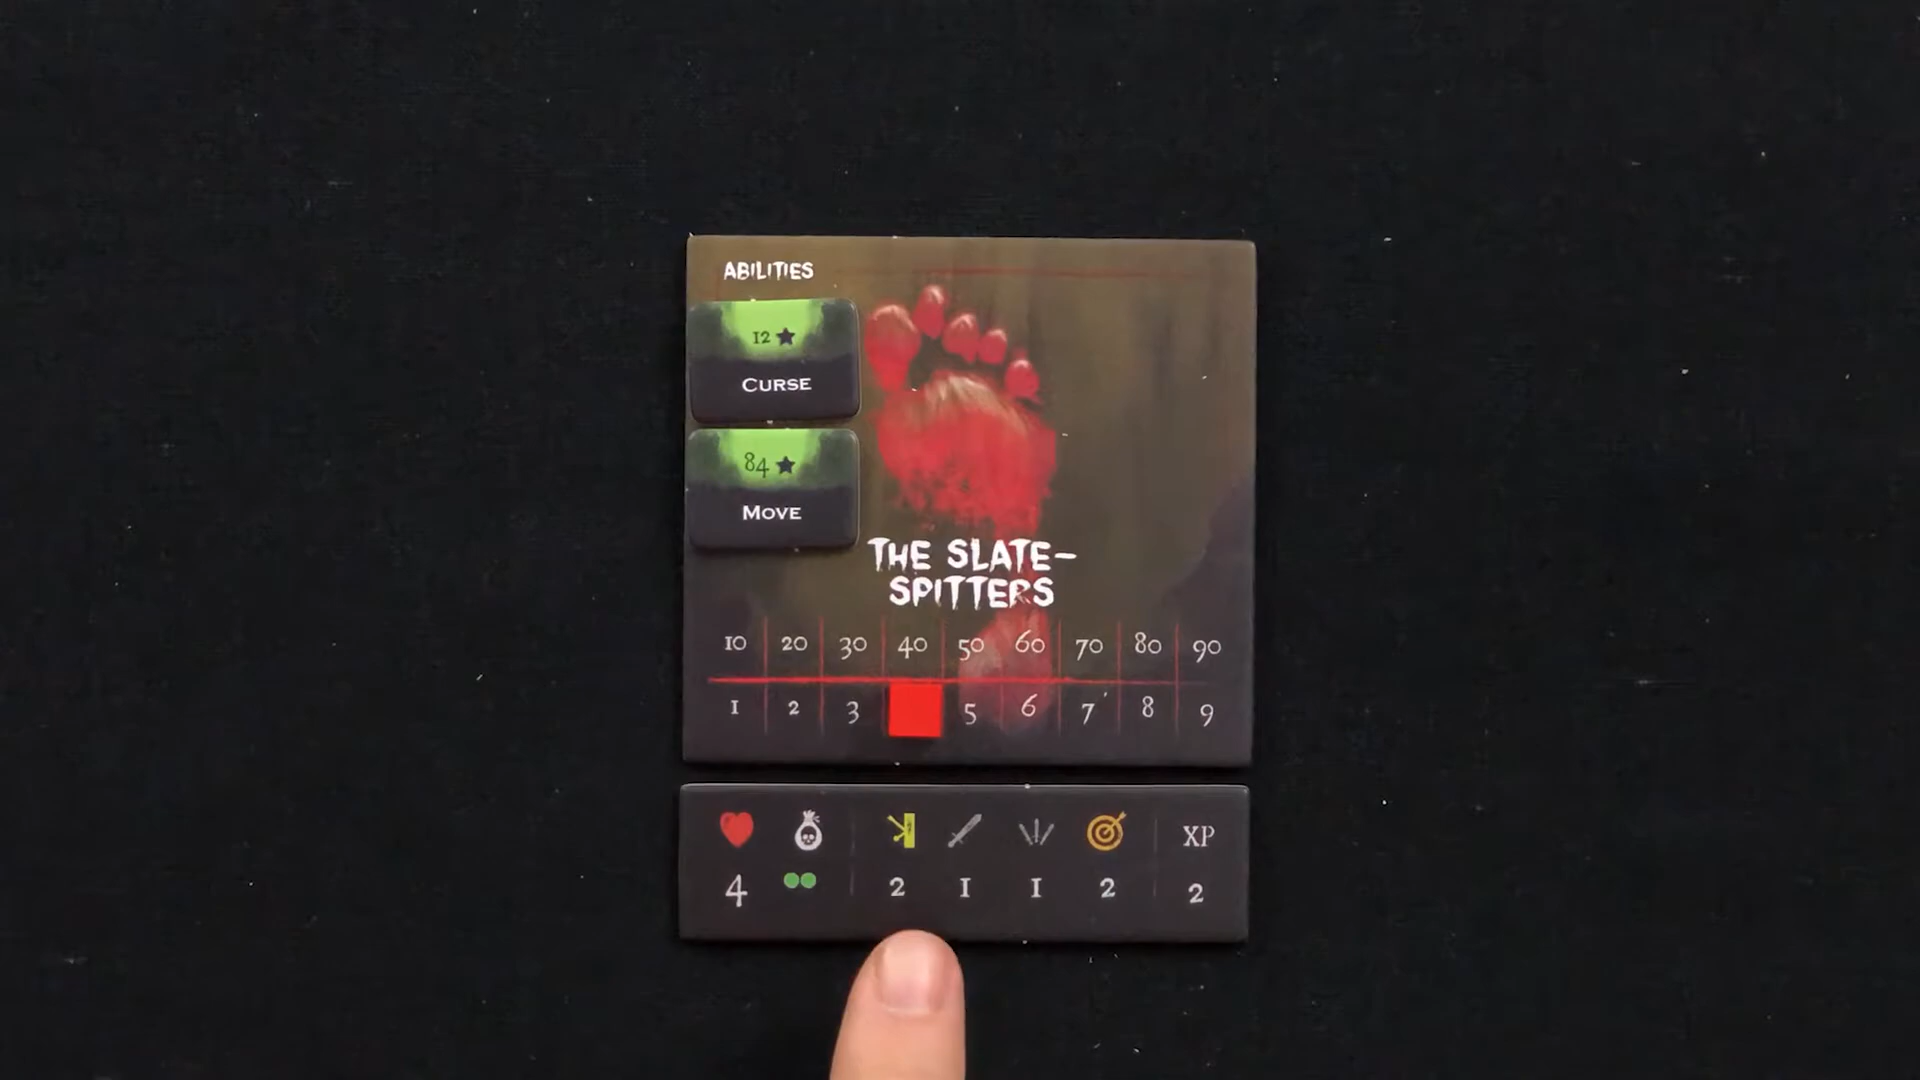 ABILITIES
12★
CURSE
84★
MOVE
THE SLATE-
SPITTERS
10 20 30 40 50 60 70 80 90
1 2 3 5 6 7 8 9
XP
4 2 1 1 2 2